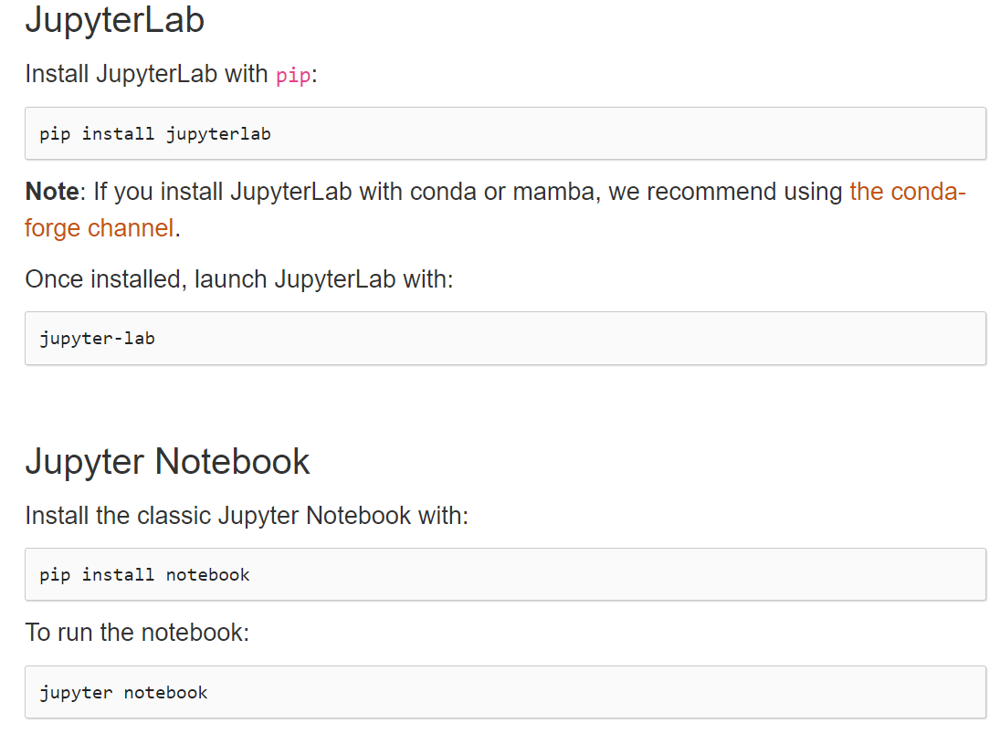 JupyterLab
Install JupyterLab with pip:
pip install jupyterlab
Note: If you install JupyterLab with conda or mamba, we recommend using the conda-
forge channel.
Once installed, launch JupyterLab with:
jupyter-lab
Jupyter Notebook
Install the classic Jupyter Notebook with:
pip install notebook
To run the notebook:
jupyter notebook